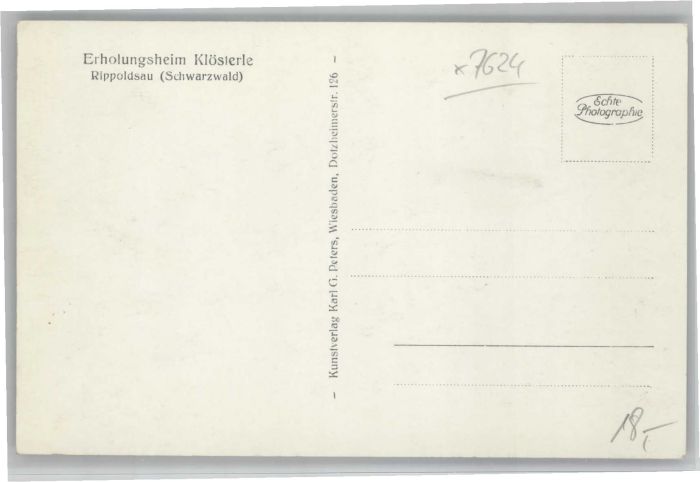 Erholungsheim Klösterle
Rippoldsau (Schwarzwald)
– Kunstverlag Karl G. Peters, Wiesbaden, Dotzheimerstr. 126 –
x7624
Echte
Photographie
18,-